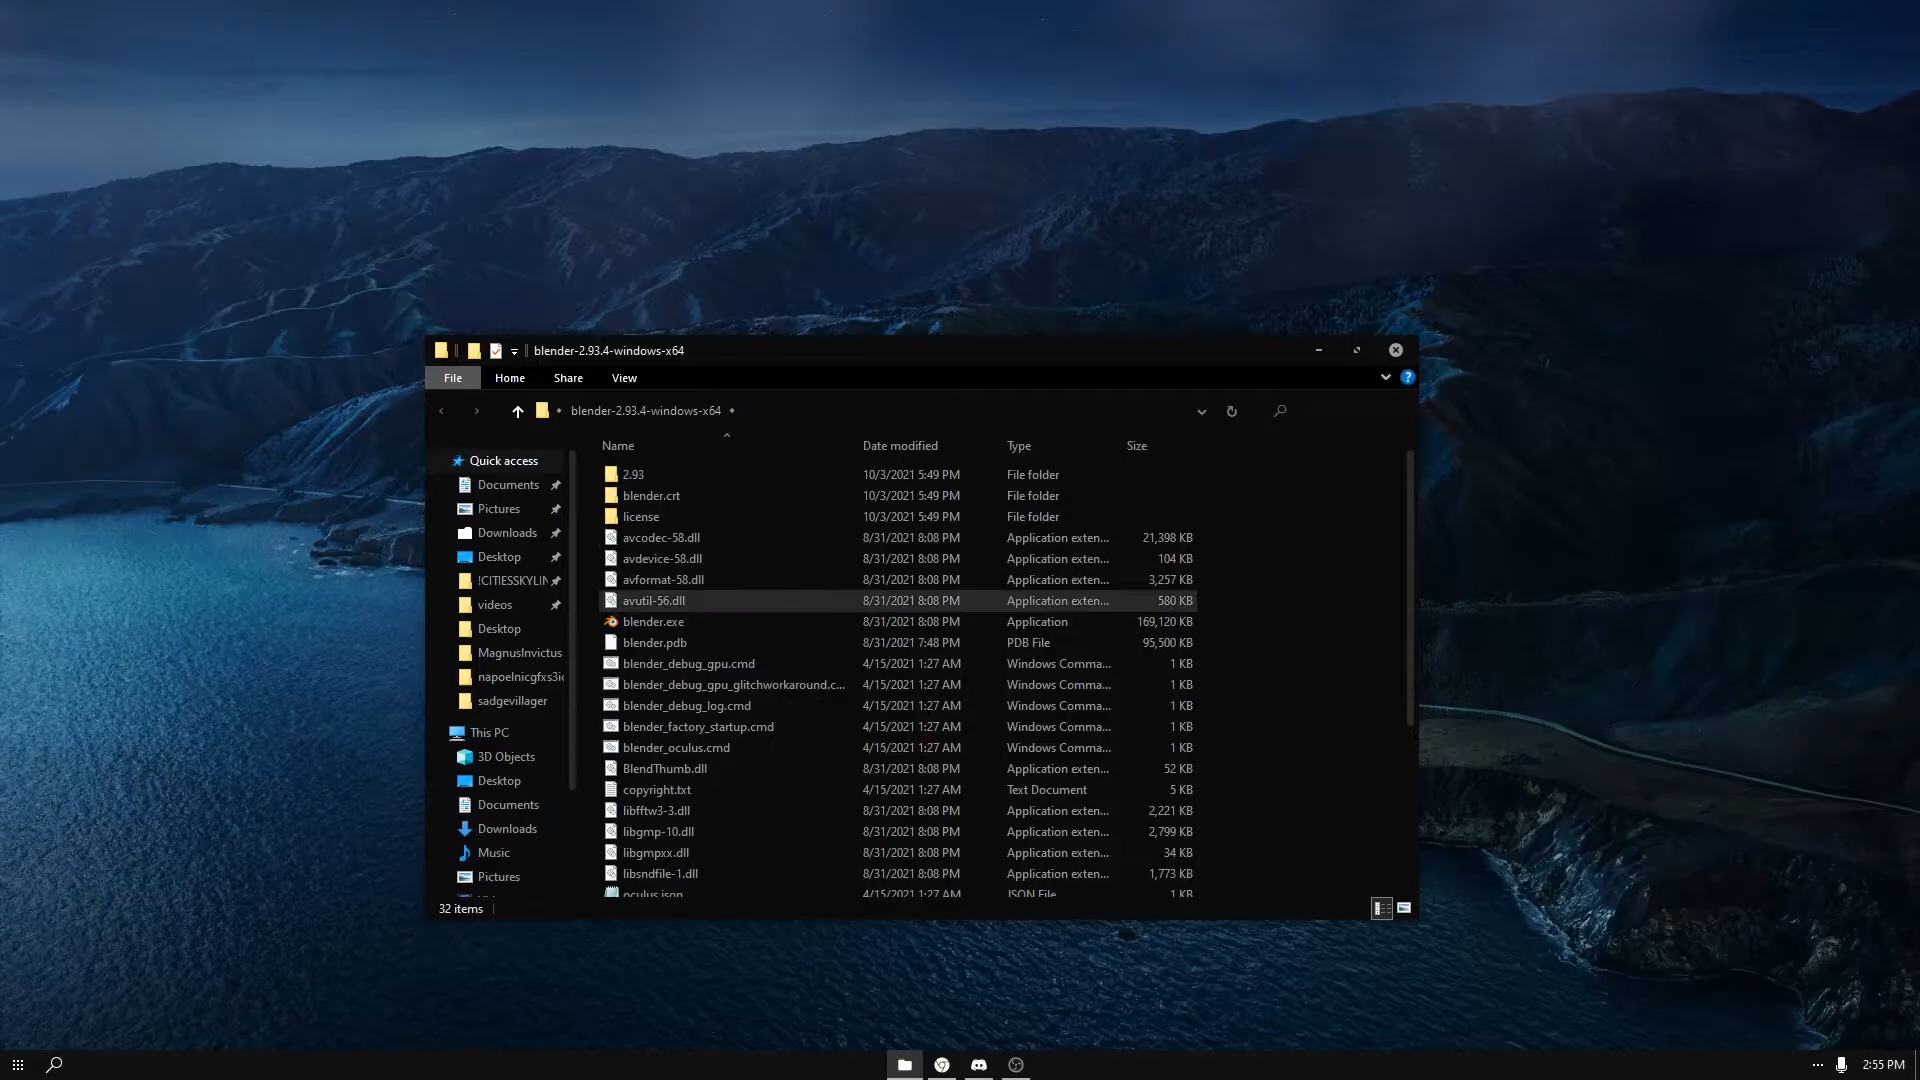 blender-2.93.4-windows-x64
File Home Share View
blender-2.93.4-windows-x64
Name Date modified Type Size
Quick access
Documents
Pictures
Downloads
Desktop
!CITIESSKYLIN
videos
Desktop
MagnusInvictus
napoelnicgfxs3ic
sadgevillager
This PC
3D Objects
Desktop
Documents
Downloads
Music
Pictures
2.93 10/3/2021 5:49 PM File folder
blender.crt 10/3/2021 5:49 PM File folder
license 10/3/2021 5:49 PM File folder
avcodec-58.dll 8/31/2021 8:08 PM Application exten... 21,398 KB
avdevice-58.dll 8/31/2021 8:08 PM Application exten... 104 KB
avformat-58.dll 8/31/2021 8:08 PM Application exten... 3,257 KB
avutil-56.dll 8/31/2021 8:08 PM Application exten... 580 KB
blender.exe 8/31/2021 8:08 PM Application 169,120 KB
blender.pdb 8/31/2021 7:48 PM PDB File 95,500 KB
blender_debug_gpu.cmd 4/15/2021 1:27 AM Windows Comma... 1 KB
blender_debug_gpu_glitchworkaround.c... 4/15/2021 1:27 AM Windows Comma... 1 KB
blender_debug_log.cmd 4/15/2021 1:27 AM Windows Comma... 1 KB
blender_factory_startup.cmd 4/15/2021 1:27 AM Windows Comma... 1 KB
blender_oculus.cmd 4/15/2021 1:27 AM Windows Comma... 1 KB
BlendThumb.dll 8/31/2021 8:08 PM Application exten... 52 KB
copyright.txt 4/15/2021 1:27 AM Text Document 5 KB
libfftw3-3.dll 8/31/2021 8:08 PM Application exten... 2,221 KB
libgmp-10.dll 8/31/2021 8:08 PM Application exten... 2,799 KB
libgmpxx.dll 8/31/2021 8:08 PM Application exten... 34 KB
libsndfile-1.dll 8/31/2021 8:08 PM Application exten... 1,773 KB
oculus.json 4/15/2021 1:27 AM JSON File 1 KB
32 items
2:55 PM